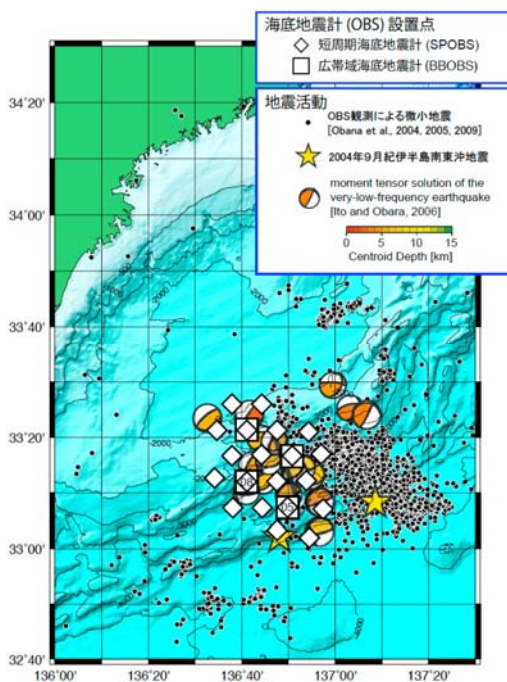 海底地震計 (OBS) 設置点
短周期海底地震計 (SPOBS)
広帯域海底地震計 (BBOBS)
地震活動
OBS観測による微小地震
[Obana et al., 2004, 2005, 2009]
2004年9月紀伊半島南東沖地震
moment tensor solution of the
very-low-frequency earthquake
[Ito and Obara, 2006]
0 5 10 15
Centroid Depth [km]
34˚20'
34˚00'
33˚40'
33˚20'
33˚00'
32˚40'
136˚00' 136˚20' 136˚40' 137˚00' 137˚20'
-2000
08
05